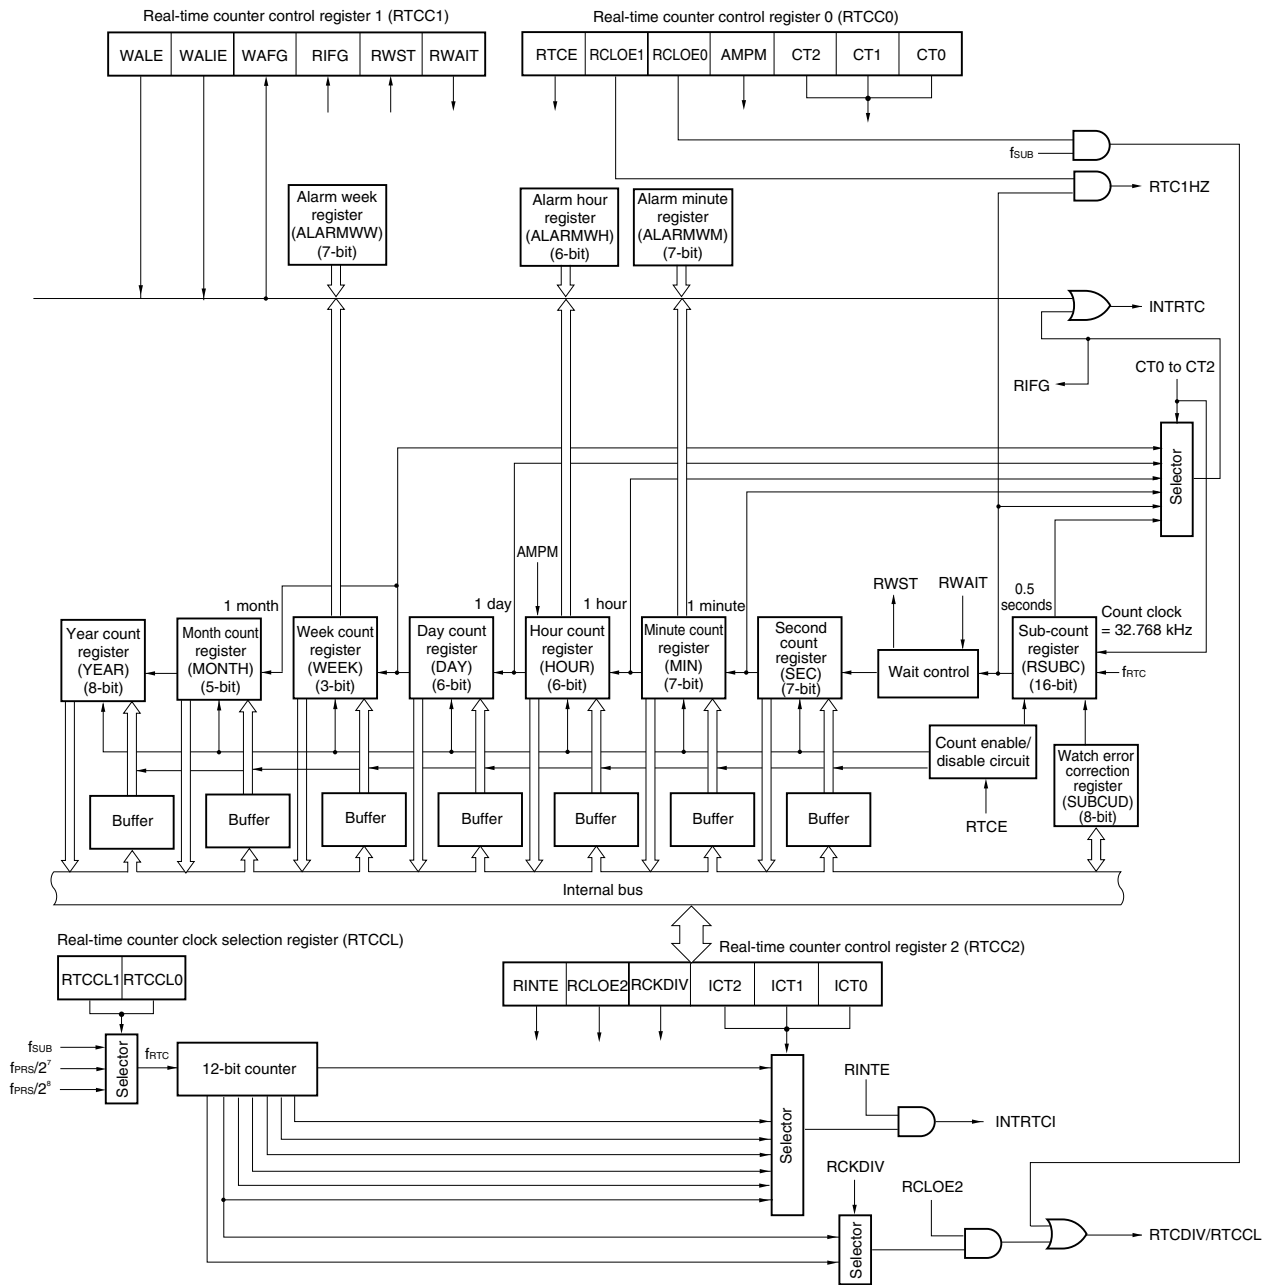 Real-time counter control register 1 (RTCC1)
Real-time counter control register 0 (RTCC0)
WALE WALIE WAFG RIFG RWST RWAIT
RTCE RCLOE1 RCLOE0 AMPM CT2 CT1 CT0
fSUB
RTC1HZ
Alarm week
register
(ALARMWW)
(7-bit)
Alarm hour
register
(ALARMWH)
(6-bit)
Alarm minute
register
(ALARMWM)
(7-bit)
INTRTC
RIFG
CT0 to CT2
Selector
AMPM
RWST
RWAIT
1 month
1 day
1 hour
1 minute
0.5
seconds
Count clock
= 32.768 kHz
Year count
register
(YEAR)
(8-bit)
Month count
register
(MONTH)
(5-bit)
Week count
register
(WEEK)
(3-bit)
Day count
register
(DAY)
(6-bit)
Hour count
register
(HOUR)
(6-bit)
Minute count
register
(MIN)
(7-bit)
Second
count
register
(SEC)
(7-bit)
Wait control
Sub-count
register
(RSUBC)
(16-bit)
fRTC
Count enable/
disable circuit
RTCE
Watch error
correction
register
(SUBCUD)
(8-bit)
Buffer
Buffer
Buffer
Buffer
Buffer
Buffer
Buffer
Internal bus
Real-time counter clock selection register (RTCCL)
RTCCL1 RTCCL0
Real-time counter control register 2 (RTCC2)
RINTE RCLOE2 RCKDIV ICT2 ICT1 ICT0
fSUB
fPRS/2⁷
fPRS/2⁸
Selector
fRTC
12-bit counter
Selector
RINTE
INTRTCI
RCKDIV
RCLOE2
Selector
RTCDIV/RTCCL